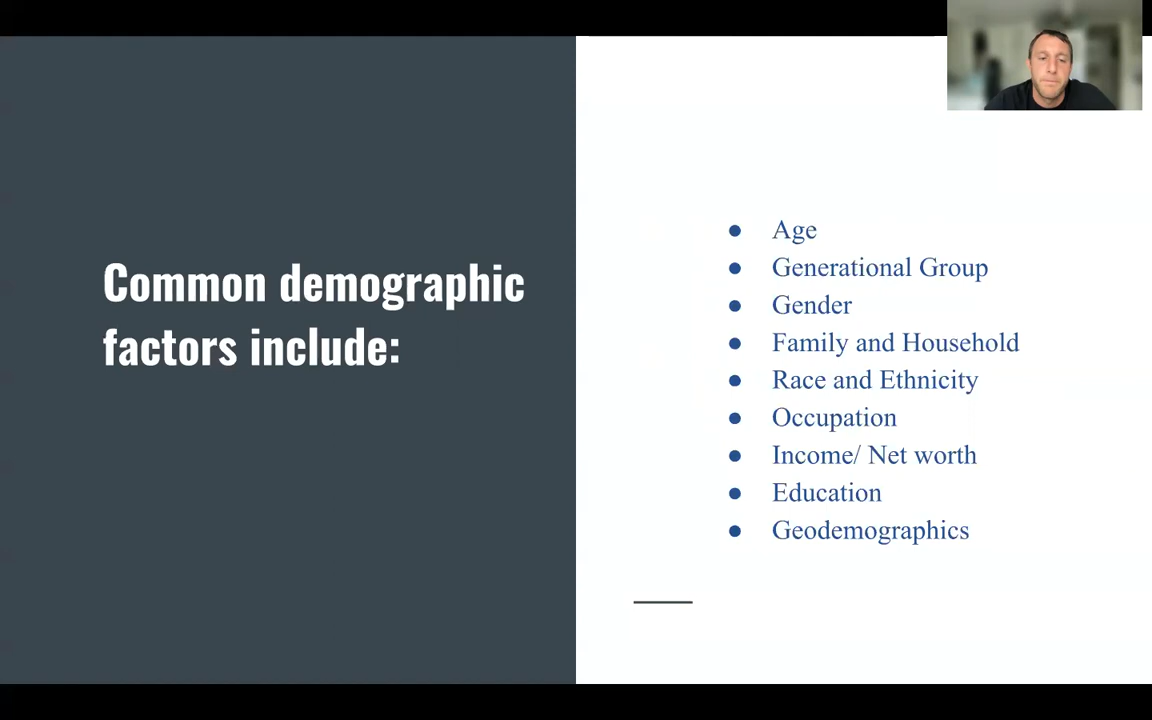 Common demographic
factors include:
● Age
● Generational Group
● Gender
● Family and Household
● Race and Ethnicity
● Occupation
● Income/ Net worth
● Education
● Geodemographics